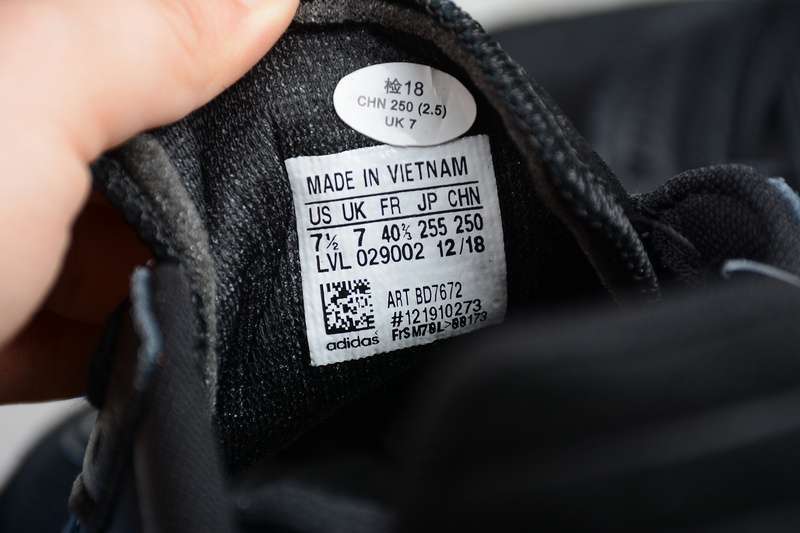 检18
CHN 250 (2.5)
UK 7
MADE IN VIETNAM
US UK FR JP CHN
7½ 7 40⅔ 255 250
LVL 029002 12/18
ART BD7672
#121910273
adidas